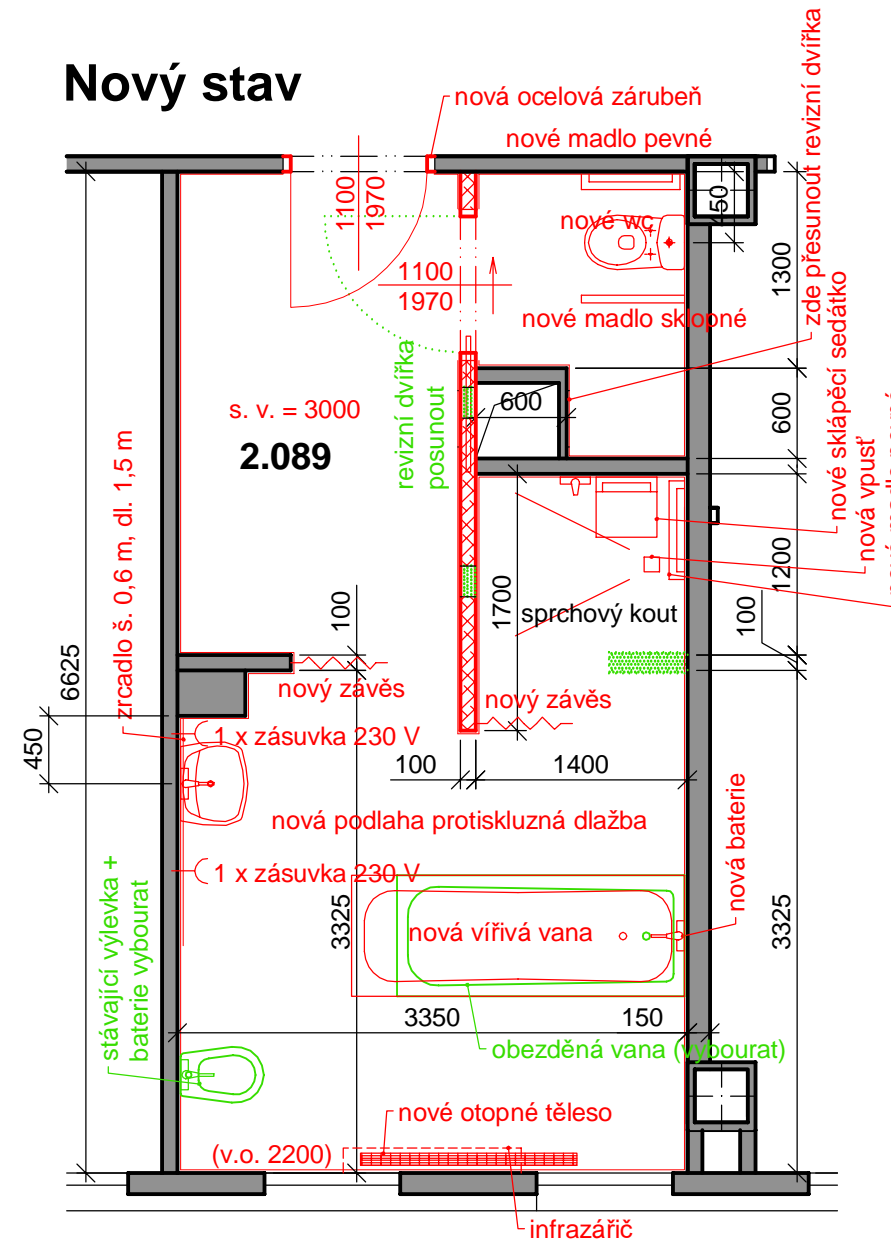 Nový stav
nová ocelová zárubeň
nové madlo pevné
1100
1970
nové wc
150
1300
zde přesunout revizní dvířka
1100
1970
nové madlo sklopné
revizní dvířka
posunout
600
600
s. v. = 3000
2.089
nové sklápěcí sedátko
nová vpusť
zrcadlo š. 0,6 m, dl. 1,5 m
1700
1200
sprchový kout
100
100
6625
nový závěs
nový závěs
450
1 x zásuvka 230 V
100
1400
nová podlaha protiskluzná dlažba
nová baterie
1 x zásuvka 230 V
stávající výlevka +
baterie vybourat
3325
nová vířivá vana
3325
3350
150
obezděná vana (vybourat)
nové otopné těleso
(v.o. 2200)
infrazářič